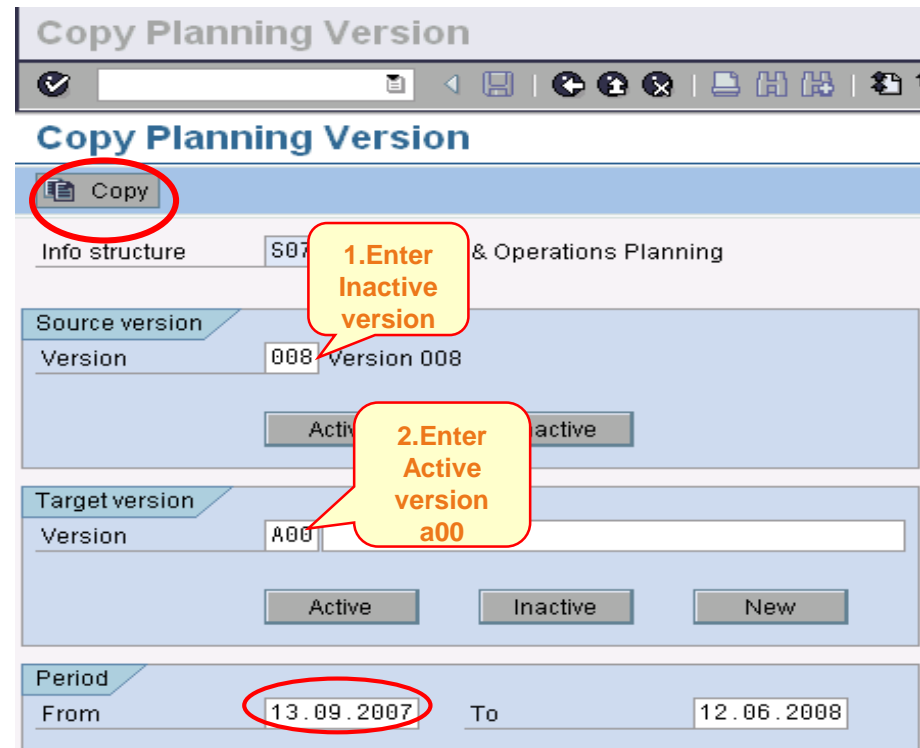 Copy Planning Version
Copy Planning Version
Copy
Info structure S07 & Operations Planning
1.Enter
Inactive
version
Source version
Version 008 Version 008
2.Enter
Active
version
a00
Target version
Version A00
Active Inactive New
Period
From 13.09.2007 To 12.06.2008